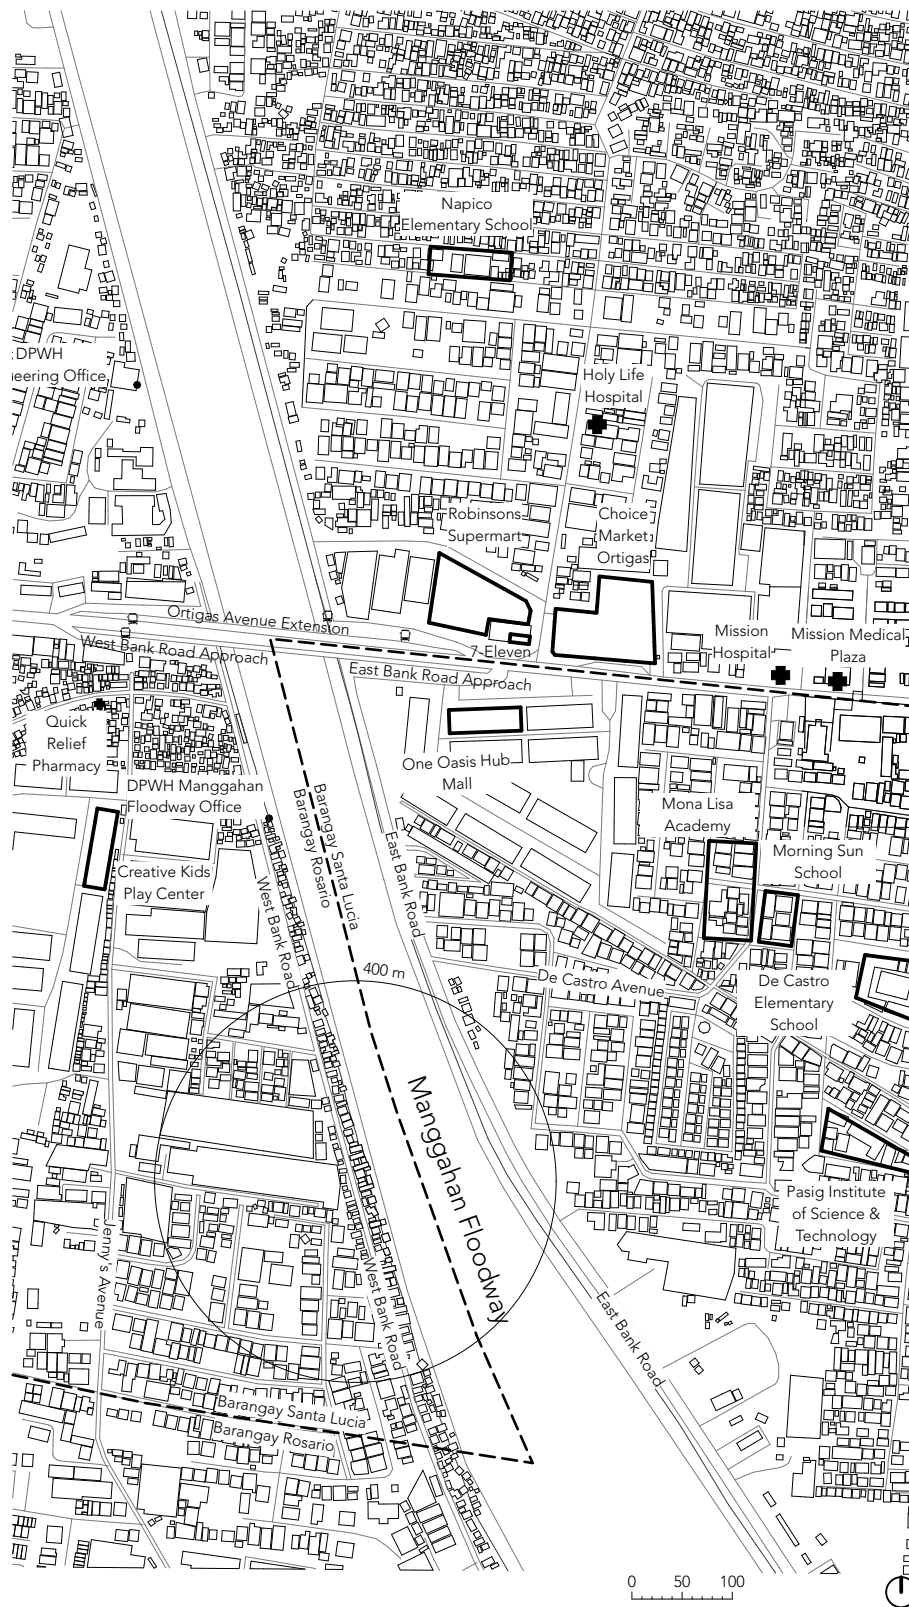 Napico
Elementary School
DPWH
eering Office
Holy Life
Hospital
Robinsons
Supermart
Choice
Market
Ortigas
Ortigas Avenue Extension
West Bank Road Approach
7-Eleven
East Bank Road Approach
Mission
Hospital
Mission Medical
Plaza
Quick
Relief
Pharmacy
One Oasis Hub
Mall
DPWH Manggahan
Floodway Office
Barangay Santa Lucia
Barangay Rosario
Mona Lisa
Academy
Morning Sun
School
Creative Kids
Play Center
West Bank Road
East Bank Road
400 m
De Castro Avenue
De Castro
Elementary
School
Manggahan Floodway
Pasig Institute
of Science &
Technology
Jenny's Avenue
West Bank Road
East Bank Road
Barangay Santa Lucia
Barangay Rosario
0 50 100